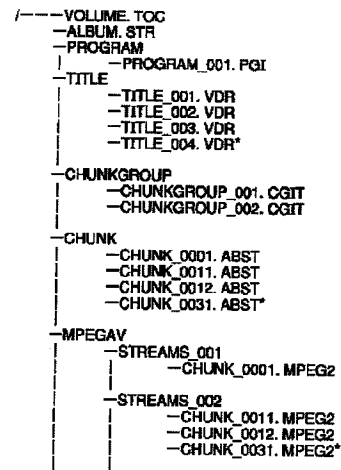 /----VOLUME. TOC
—ALBUM. STR
—PROGRAM
—PROGRAM_001. PGI
—TITLE
—TITLE_001. VDR
—TITLE_002. VDR
—TITLE_003. VDR
—TITLE_004. VDR*
—CHUNKGROUP
—CHUNKGROUP_001. CGIT
—CHUNKGROUP_002. CGIT
—CHUNK
—CHUNK_0001. ABST
—CHUNK_0011. ABST
—CHUNK_0012. ABST
—CHUNK_0031. ABST*
—MPEGAV
—STREAMS_001
—CHUNK_0001. MPEG2
—STREAMS_002
—CHUNK_0011. MPEG2
—CHUNK_0012. MPEG2
—CHUNK_0031. MPEG2*